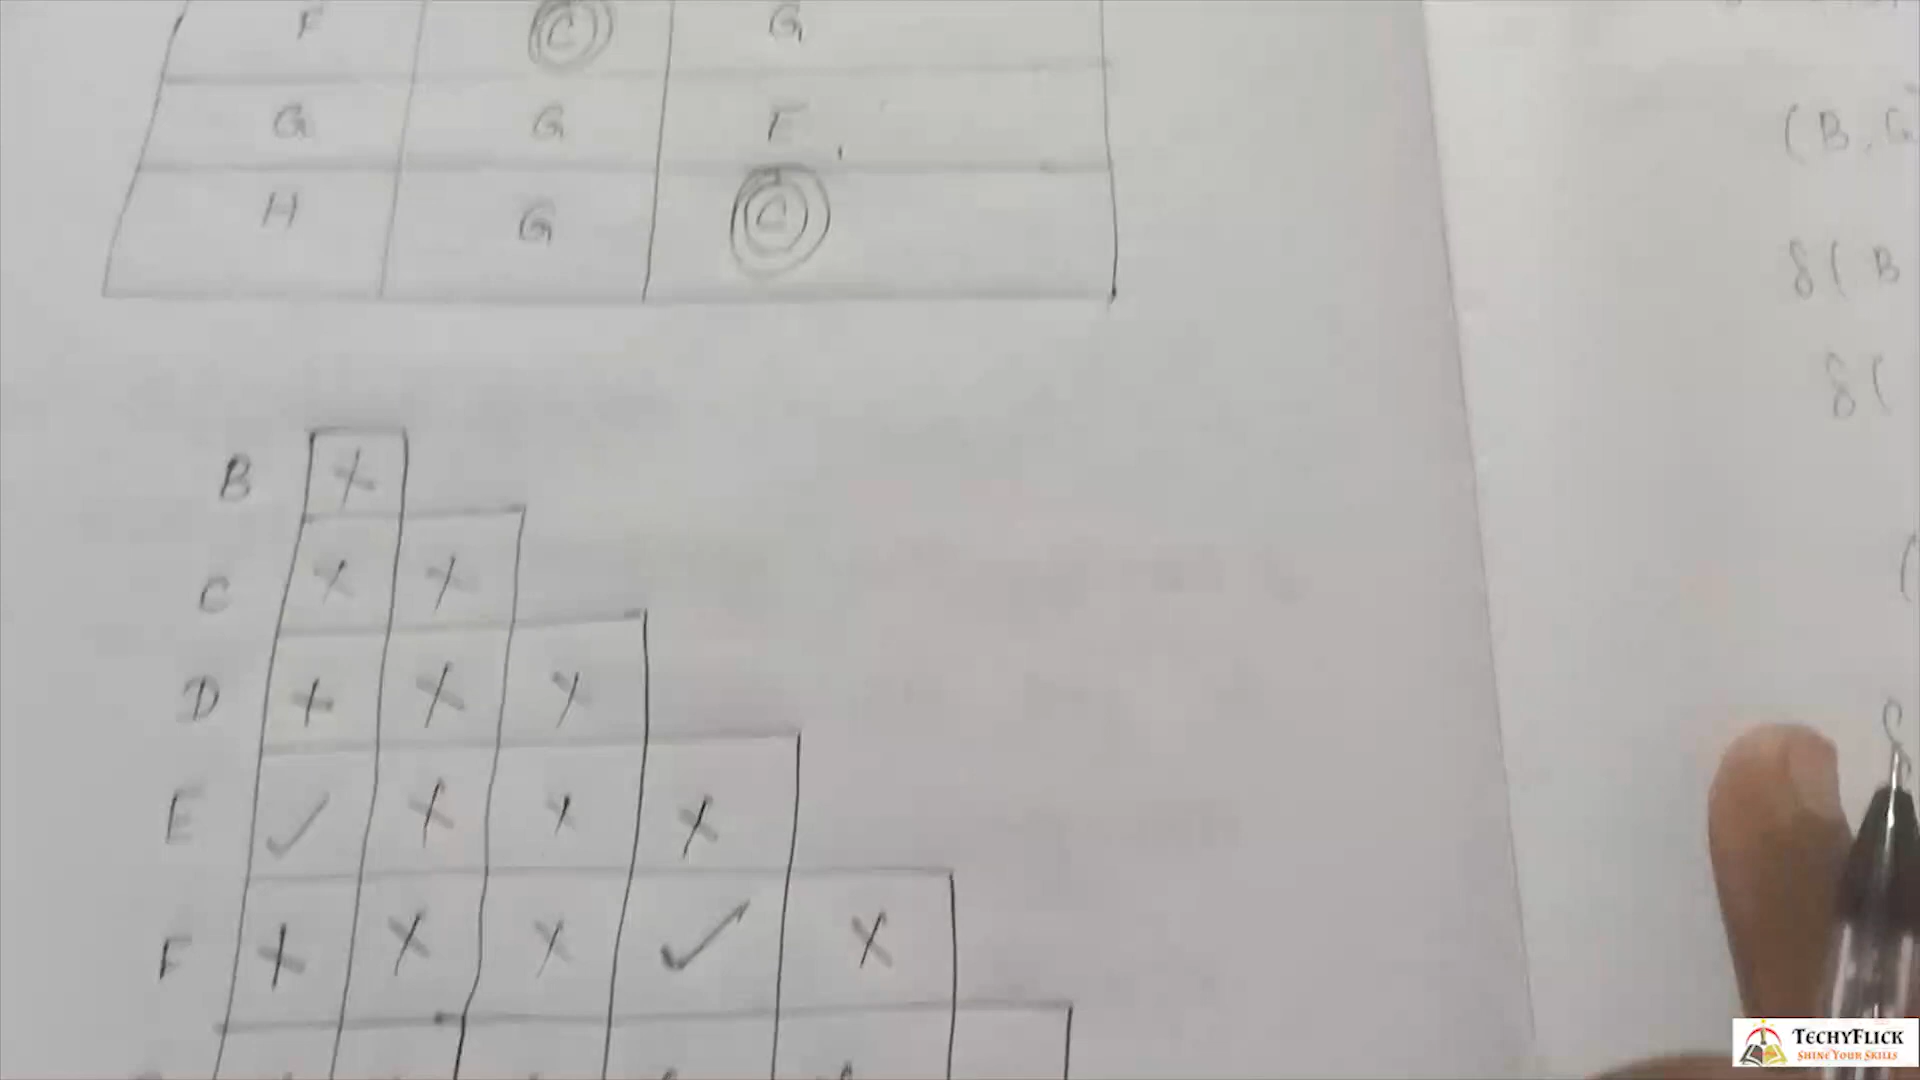 F C G
G G F
H G C
(B, G
δ( B
δ(
B X
(
C X X
D X X X
δ
E ✓ X X X
F X X X ✓ X
TECHYFLICK
SHINE YOUR SKILLS